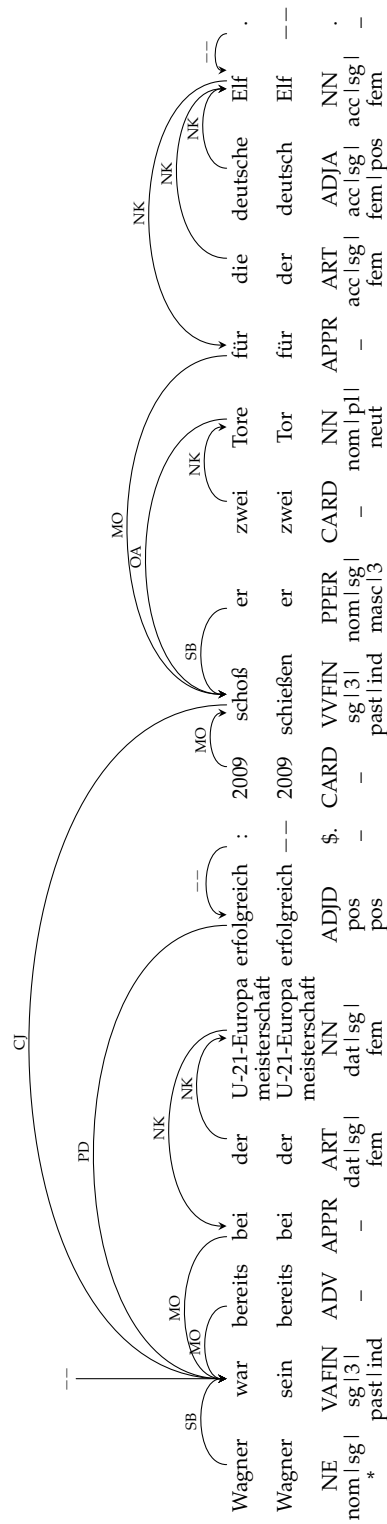 CJ
--
PD
MO
OA
NK
MO
NK
SB
MO
NK
--
MO
SB
NK
NK
NK
--
Wagner war bereits bei der U-21-Europa erfolgreich : 2009 schoß er zwei Tore für die deutsche Elf .
meisterschaft
Wagner sein bereits bei der U-21-Europa erfolgreich -- 2009 schießen er zwei Tor für der deutsch Elf --
meisterschaft
NE VAFIN ADV APPR ART NN ADJD $. CARD VVFIN PPER CARD NN APPR ART ADJA NN .
nom|sg| sg|3| – – dat|sg| dat|sg| pos – – sg|3| nom|sg| – nom|pl| – acc|sg| acc|sg| acc|sg| –
* past|ind fem fem pos past|ind masc|3 neut fem fem|pos fem